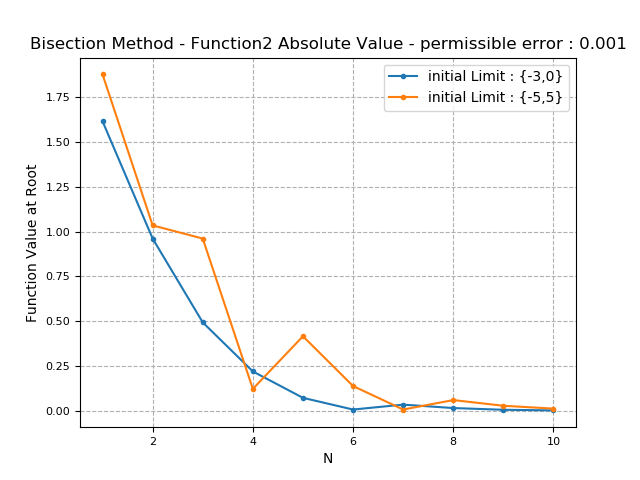 Bisection Method - Function2 Absolute Value - permissible error : 0.001
initial Limit : {-3,0}
initial Limit : {-5,5}
Function Value at Root
1.75
1.50
1.25
1.00
0.75
0.50
0.25
0.00
2
4
6
8
10
N